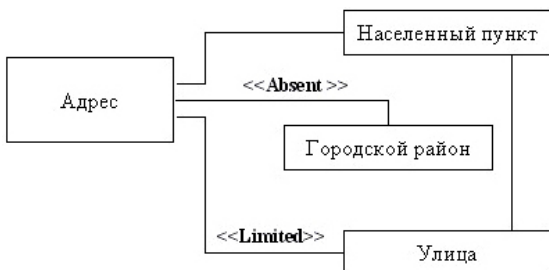 Населенный пункт
<<Absent >>
Адрес
Городской район
<<Limited>>
Улица